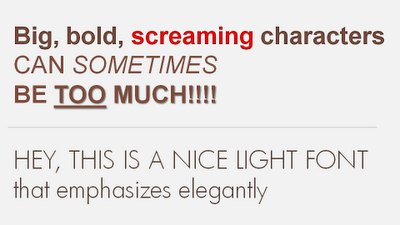 Big, bold, screaming characters
CAN SOMETIMES
BE TOO MUCH!!!!
HEY, THIS IS A NICE LIGHT FONT
that emphasizes elegantly